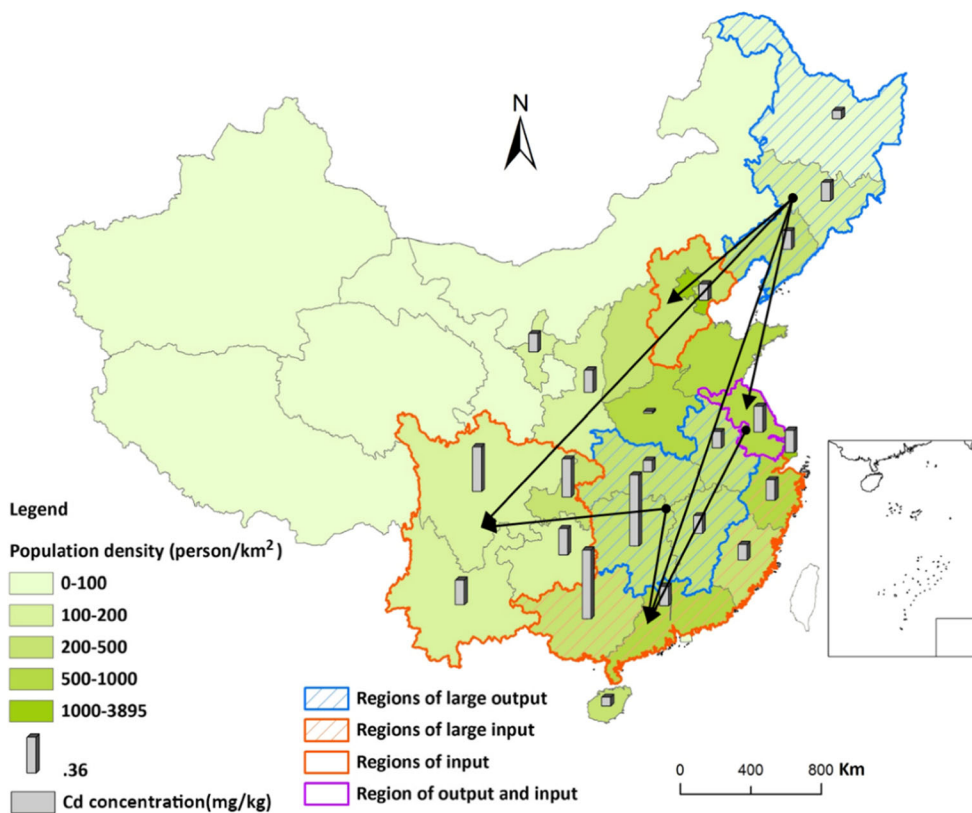 N
Legend
Population density (person/km²)
0-100
100-200
200-500
500-1000
1000-3895
.36
Cd concentration(mg/kg)
Regions of large output
Regions of large input
Regions of input
Region of output and input
0 400 800 Km